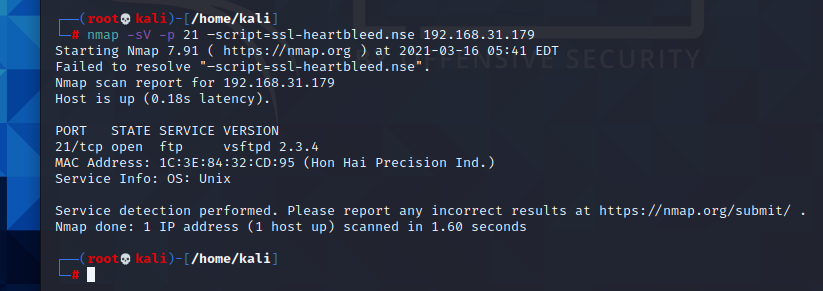 ┌──(root💀kali)-[/home/kali]
└─# nmap -sV -p 21 –script=ssl-heartbleed.nse 192.168.31.179
Starting Nmap 7.91 ( https://nmap.org ) at 2021-03-16 05:41 EDT
Failed to resolve "–script=ssl-heartbleed.nse".
Nmap scan report for 192.168.31.179
Host is up (0.18s latency).
PORT   STATE SERVICE VERSION
21/tcp open  ftp     vsftpd 2.3.4
MAC Address: 1C:3E:84:32:CD:95 (Hon Hai Precision Ind.)
Service Info: OS: Unix
Service detection performed. Please report any incorrect results at https://nmap.org/submit/ .
Nmap done: 1 IP address (1 host up) scanned in 1.60 seconds
┌──(root💀kali)-[/home/kali]
└─#
OFFENSIVE SECURITY